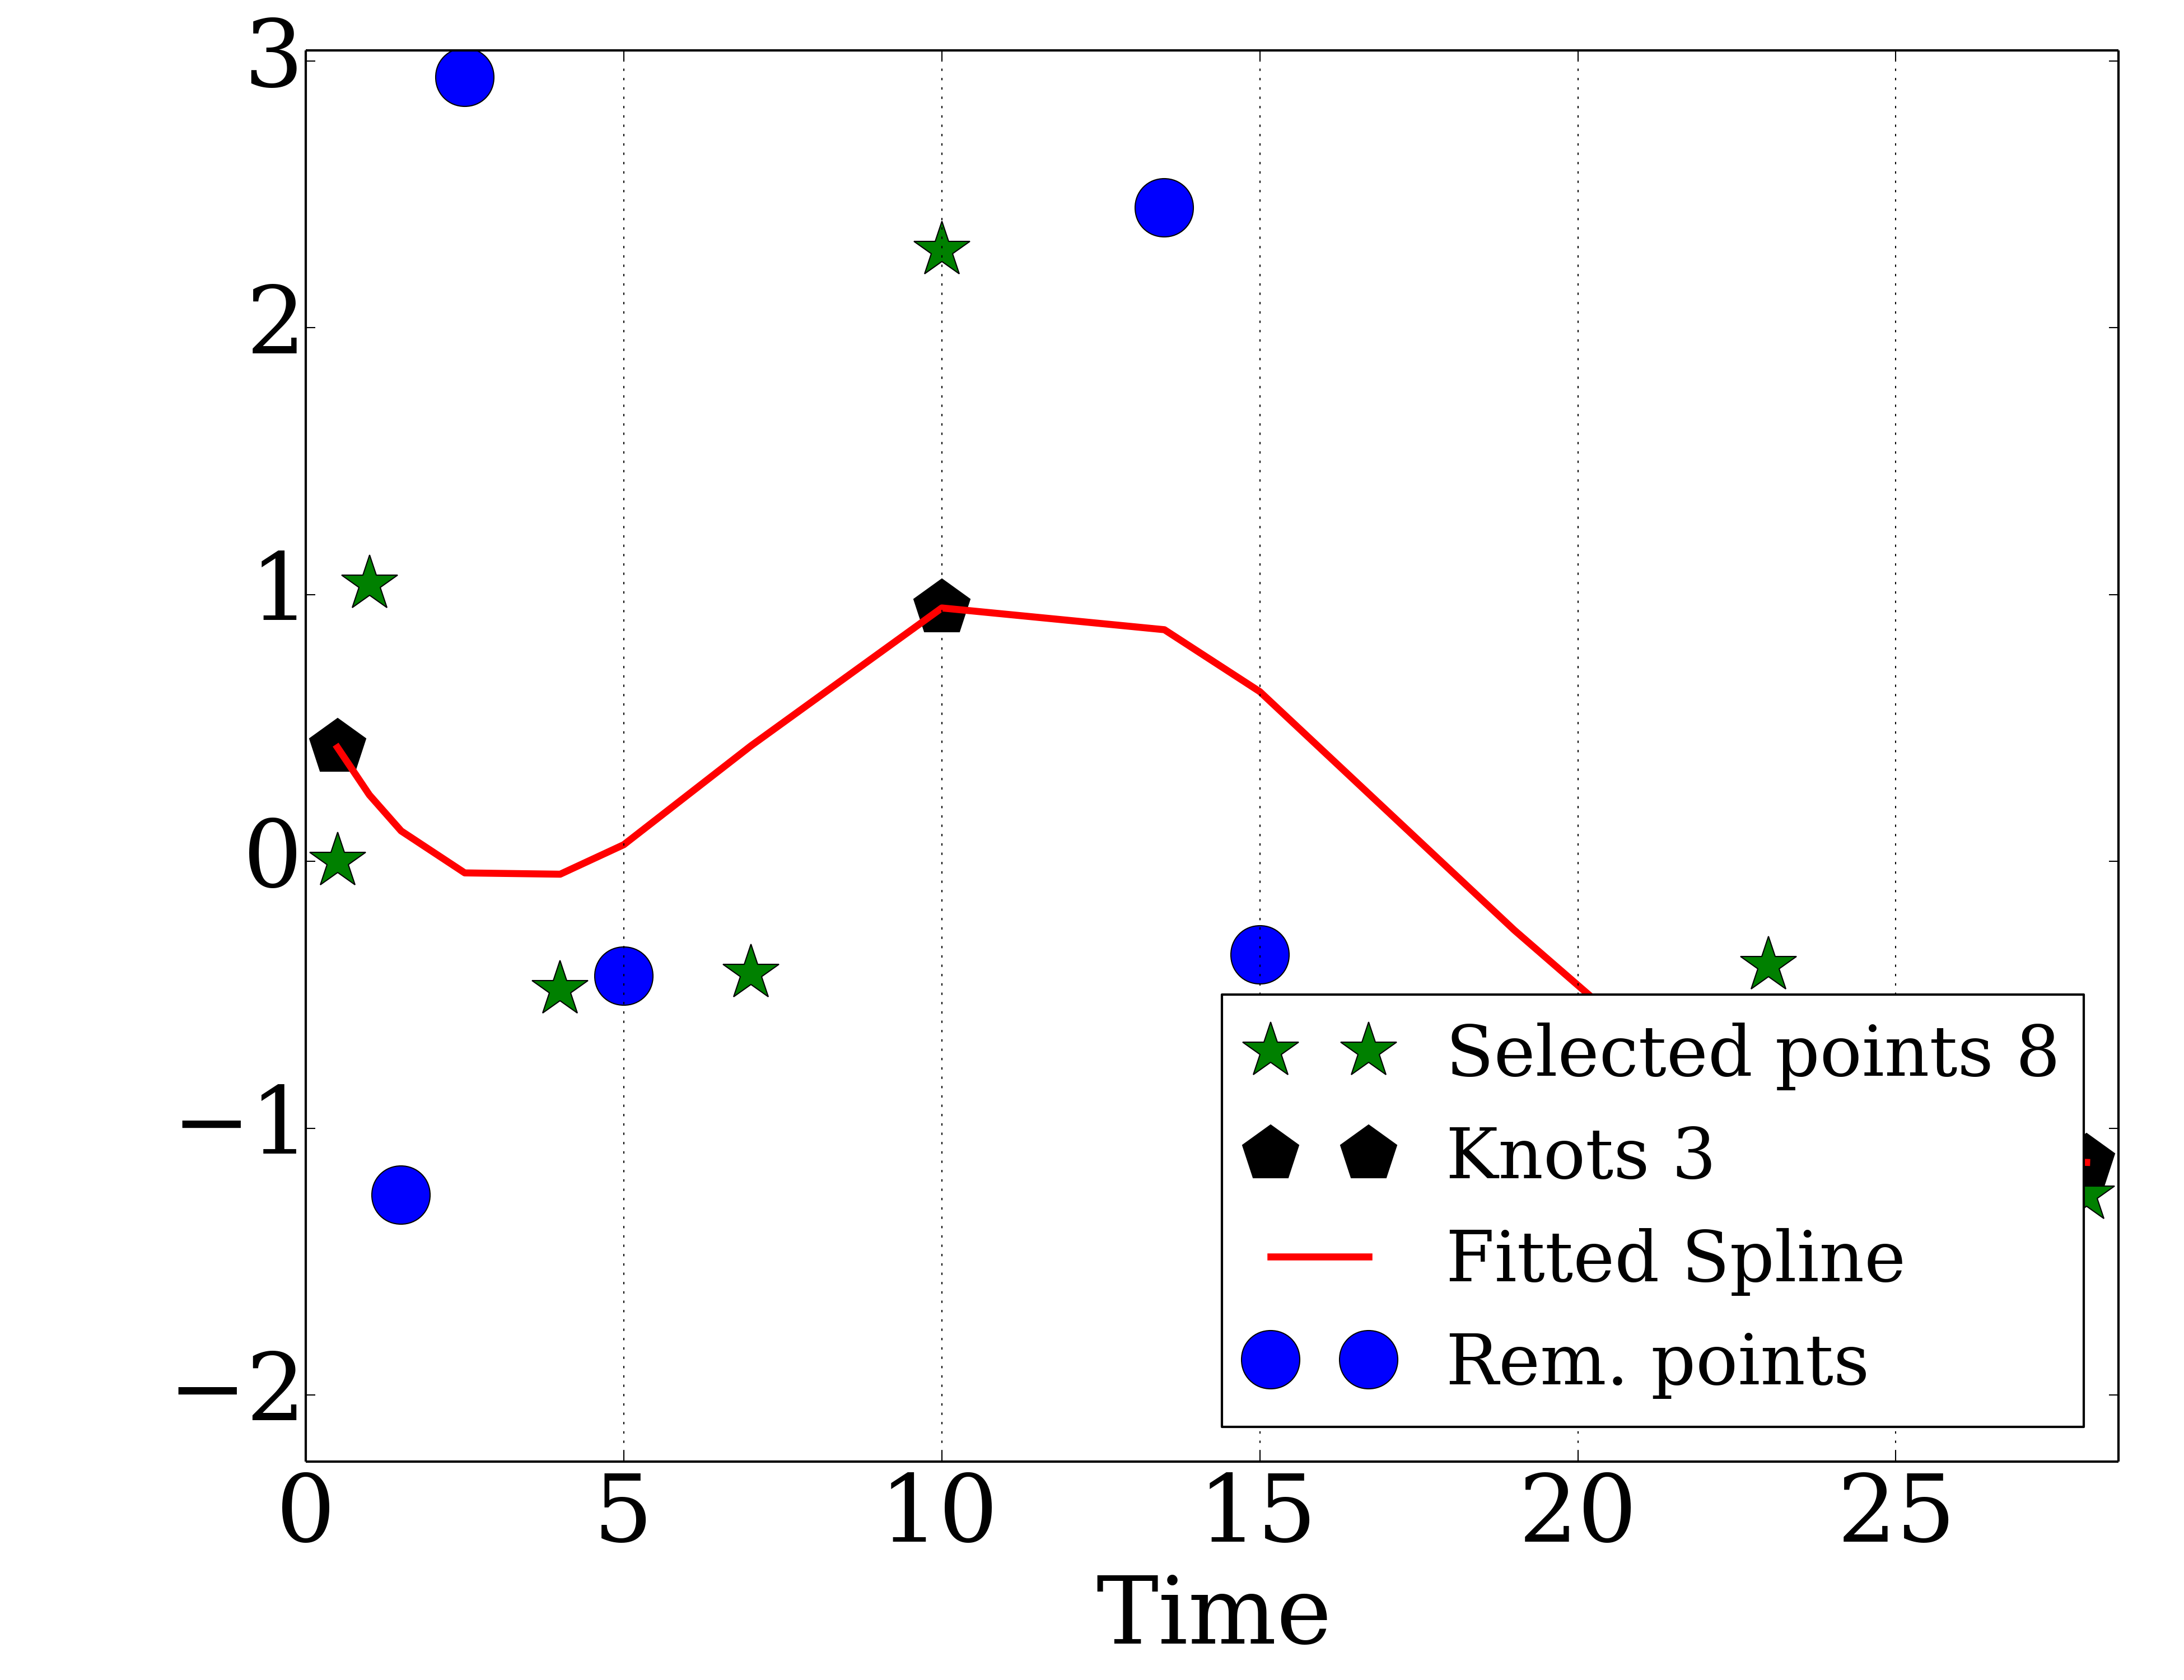 3
2
1
0
−1
−2
0 5 10 15 20 25
Time
Selected points 8
Knots 3
Fitted Spline
Rem. points